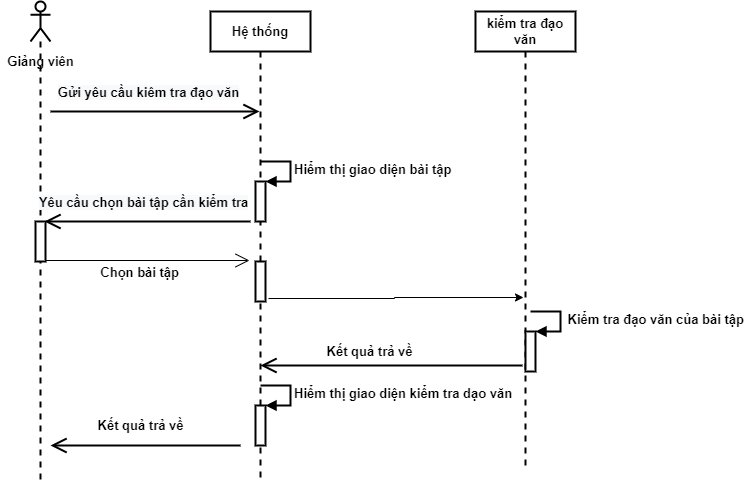 Giảng viên
Hệ thống
kiểm tra đạo
văn
Gửi yêu cầu kiêm tra đạo văn
Hiểm thị giao diện bài tập
Yêu cầu chọn bài tập cần kiểm tra
Chọn bài tập
Kiểm tra đạo văn của bài tập
Kết quả trả về
Hiểm thị giao diện kiểm tra dạo văn
Kết quả trả về